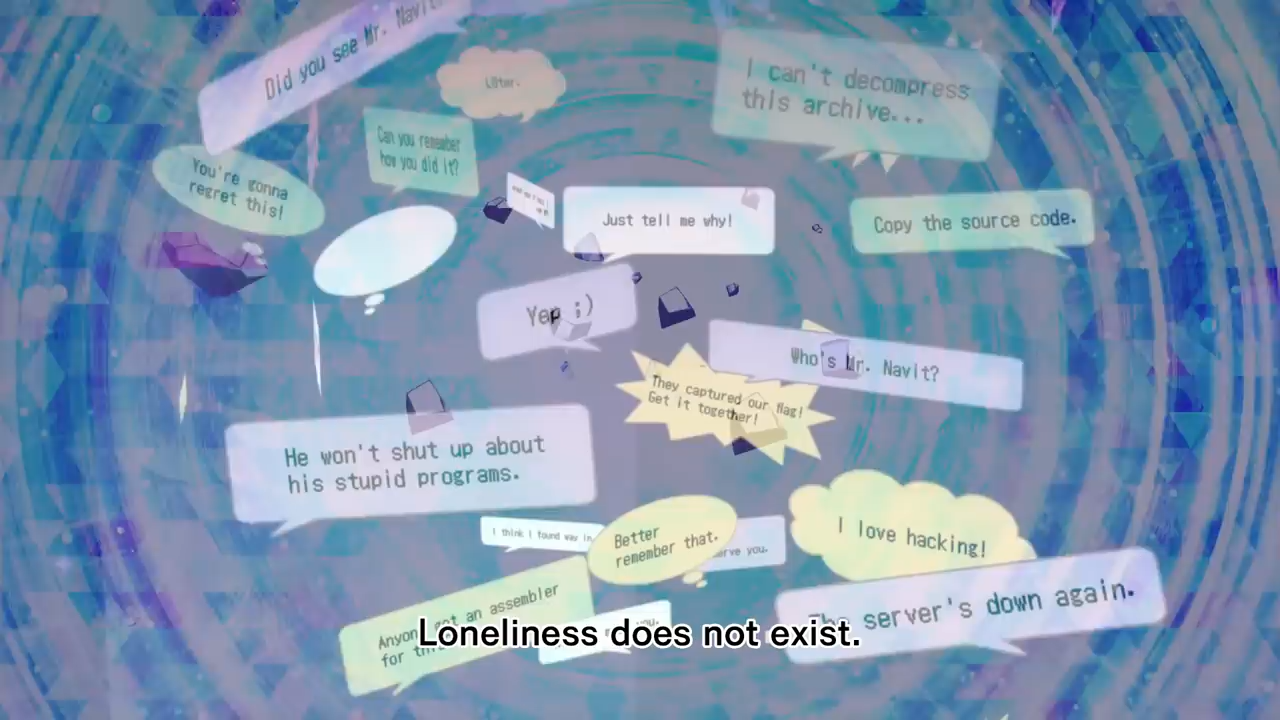 Did you see Mr. Navit
Later.
I can't decompress
this archive...
Can you remember
how you did it?
You're gonna
regret this!
Just tell me why!
Copy the source code.
Yep ;)
Who's Mr. Navit?
They captured our flag!
Get it together!
He won't shut up about
his stupid programs.
I think I found way in
Better
remember that.
serve you.
I love hacking!
The server's down again.
Anyone got an assembler
for
you.
Loneliness does not exist.